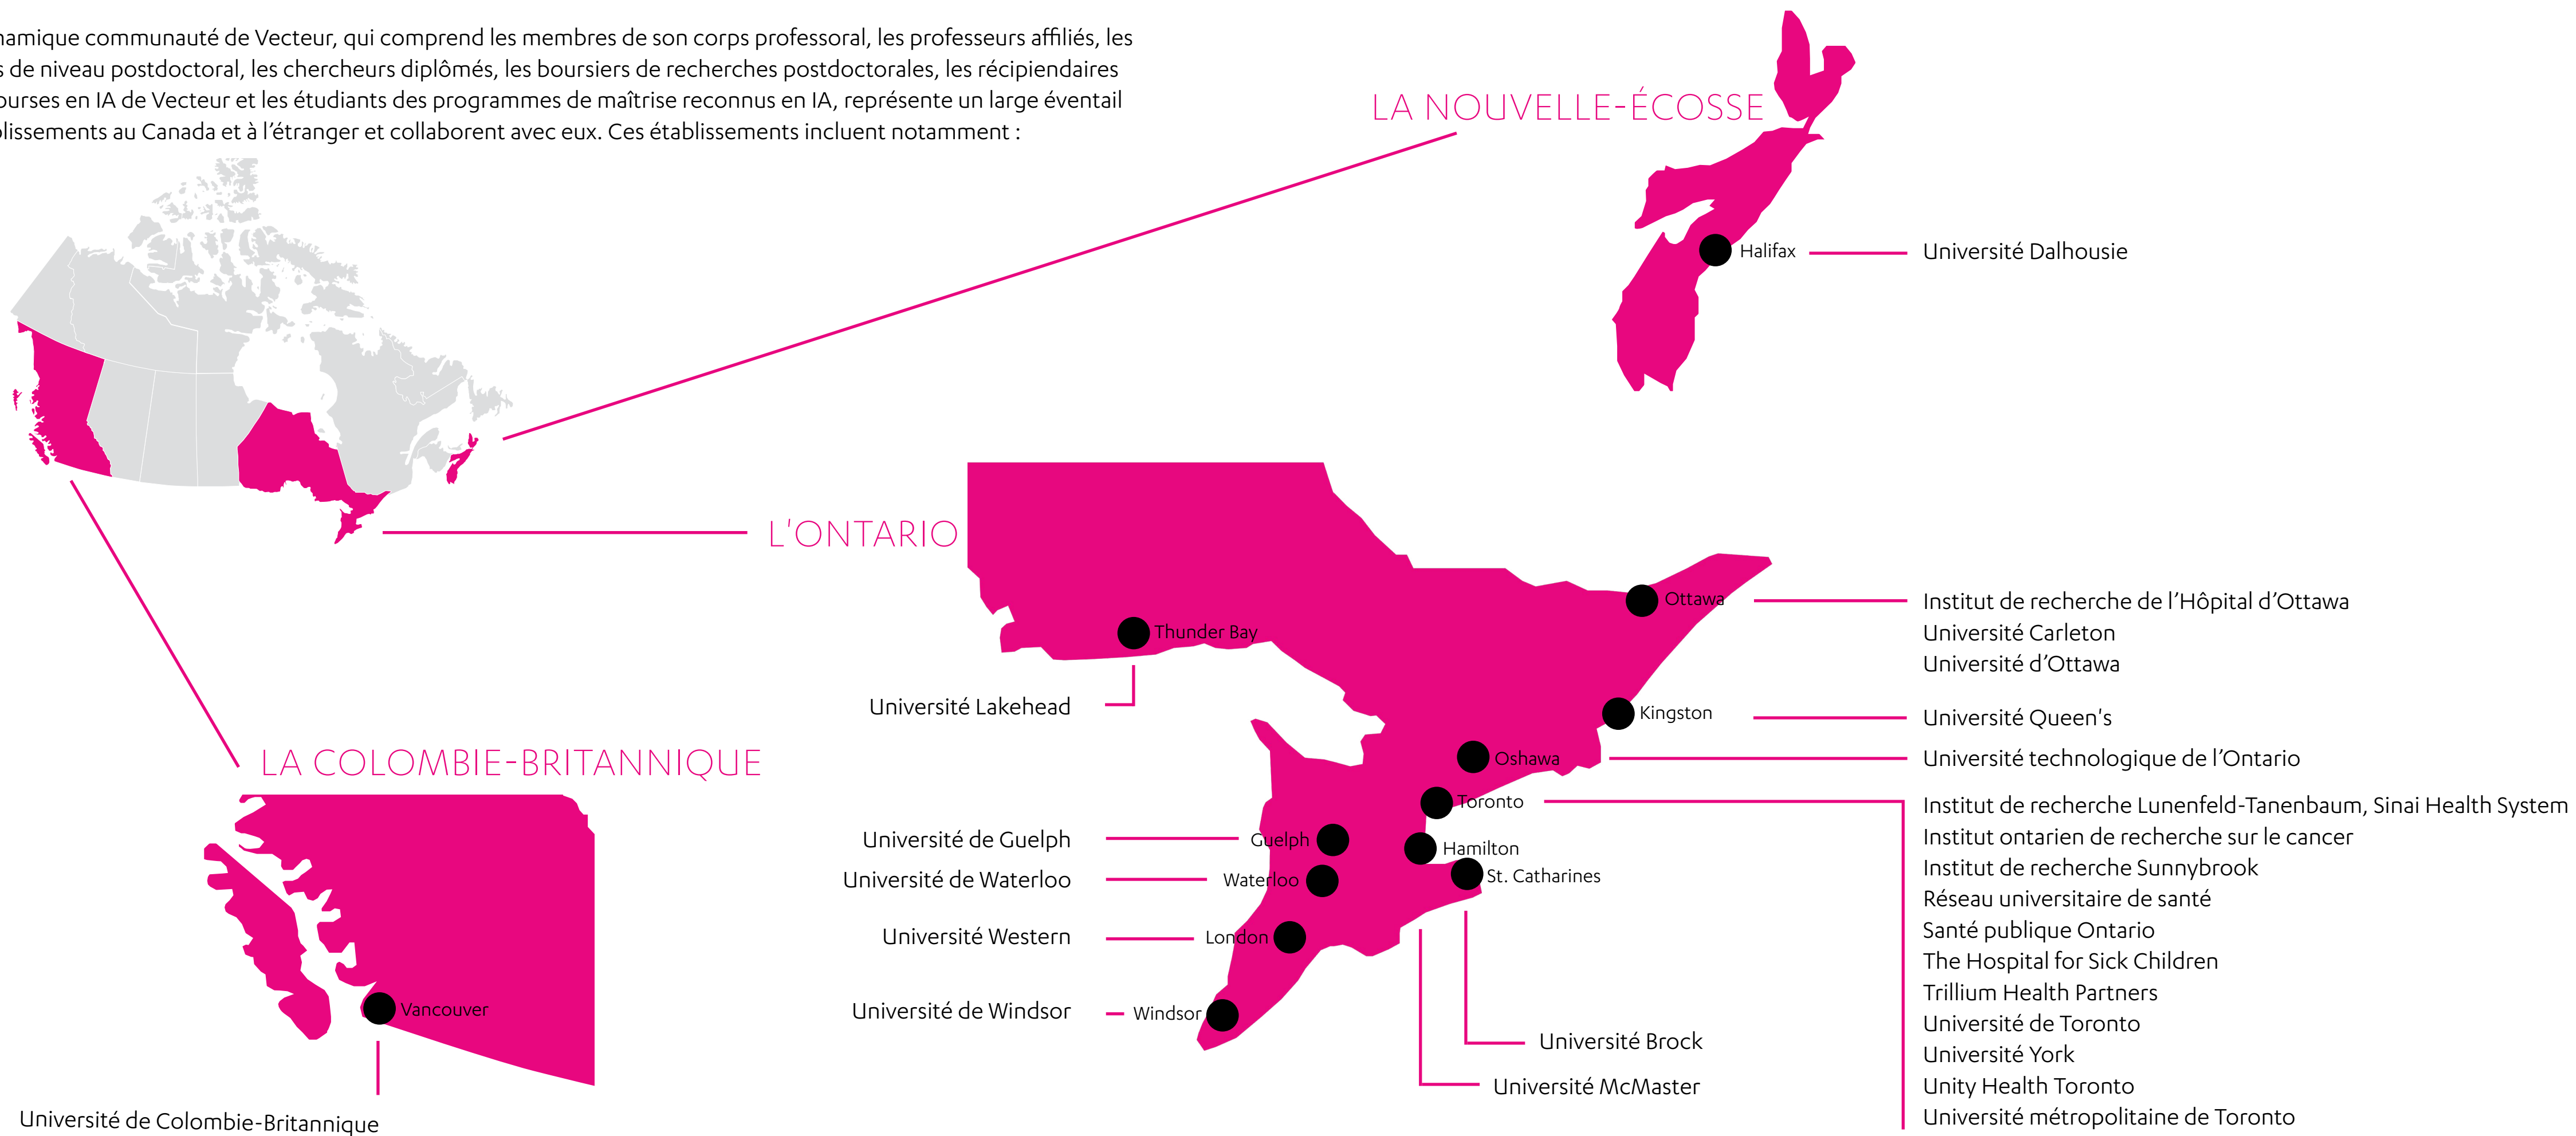 namique communauté de Vecteur, qui comprend les membres de son corps professoral, les professeurs affiliés, les
s de niveau postdoctoral, les chercheurs diplômés, les boursiers de recherches postdoctorales, les récipiendaires
ourses en IA de Vecteur et les étudiants des programmes de maîtrise reconnus en IA, représente un large éventail
blissements au Canada et à l'étranger et collaborent avec eux. Ces établissements incluent notamment :
LA NOUVELLE-ÉCOSSE
Halifax
Université Dalhousie
L'ONTARIO
Ottawa
Institut de recherche de l'Hôpital d'Ottawa
Université Carleton
Université d'Ottawa
Thunder Bay
Université Lakehead
Kingston
Université Queen's
Oshawa
Université technologique de l'Ontario
Toronto
Institut de recherche Lunenfeld-Tanenbaum, Sinai Health System
Institut ontarien de recherche sur le cancer
Institut de recherche Sunnybrook
Réseau universitaire de santé
Santé publique Ontario
The Hospital for Sick Children
Trillium Health Partners
Université de Toronto
Université York
Unity Health Toronto
Université métropolitaine de Toronto
Université de Guelph
Guelph
Hamilton
Université de Waterloo
Waterloo
St. Catharines
Université Western
London
Université de Windsor
Windsor
Université Brock
Université McMaster
LA COLOMBIE-BRITANNIQUE
Vancouver
Université de Colombie-Britannique